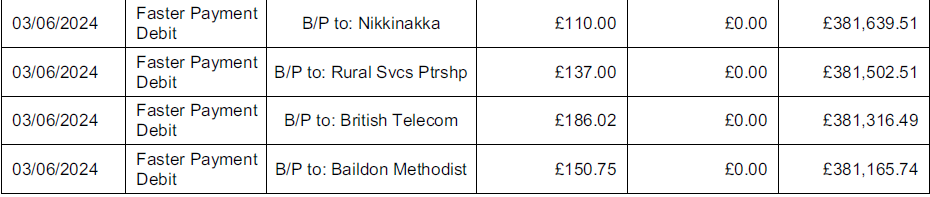 03/06/2024 Faster Payment Debit B/P to: Nikkinakka £110.00 £0.00 £381,639.51
03/06/2024 Faster Payment Debit B/P to: Rural Svcs Ptrshp £137.00 £0.00 £381,502.51
03/06/2024 Faster Payment Debit B/P to: British Telecom £186.02 £0.00 £381,316.49
03/06/2024 Faster Payment Debit B/P to: Baildon Methodist £150.75 £0.00 £381,165.74